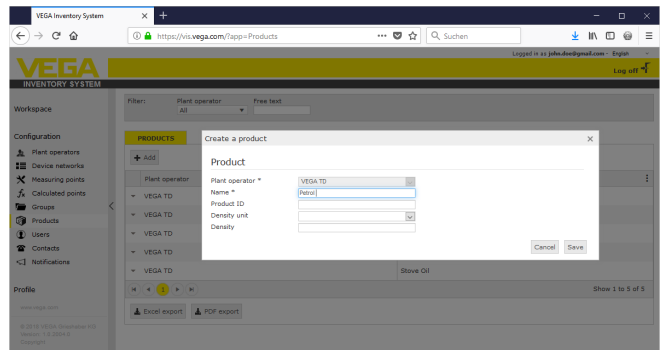 VEGA Inventory System
https://vis.vega.com/?app=Products
Suchen
Logged in as john.doe@gmail.com - English
VEGA
Log off
INVENTORY SYSTEM
Workspace
Filter:
Plant operator
Free text
All
Configuration
Plant operators
Device networks
Measuring points
Calculated points
Groups
Products
Users
Contacts
Notifications
Profile
PRODUCTS
Add
Plant operator
VEGA TD
VEGA TD
VEGA TD
VEGA TD
VEGA TD
Stove Oil
Create a product
Product
Plant operator *
VEGA TD
Name *
Petrol
Product ID
Density unit
Density
Cancel
Save
1
Show 1 to 5 of 5
Excel export
PDF export
www.vega.com
Copyright